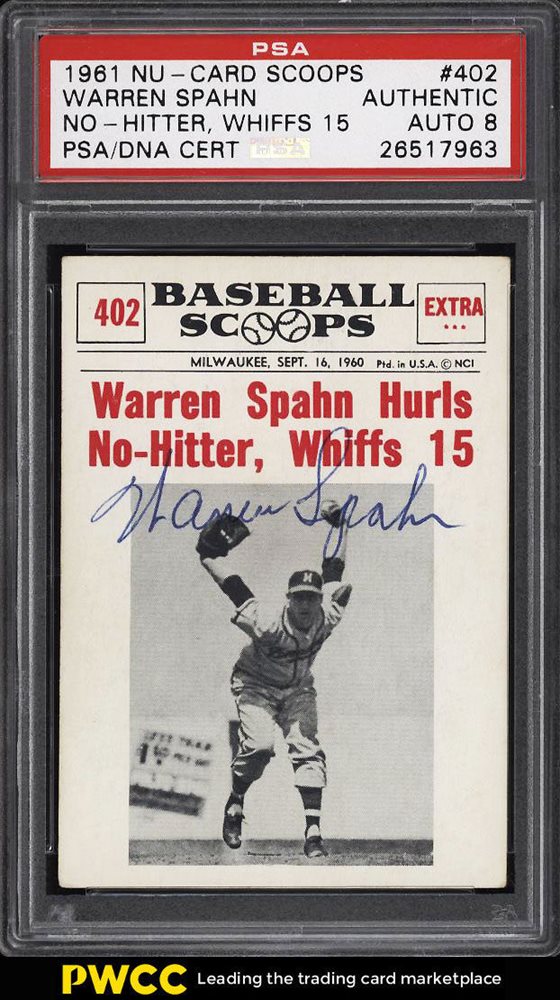 PSA
1961 NU-CARD SCOOPS #402
WARREN SPAHN AUTHENTIC
NO-HITTER, WHIFFS 15 AUTO 8
PSA/DNA CERT 26517963
402 BASEBALL SCOOPS EXTRA
MILWAUKEE, SEPT. 16, 1960 Ptd. in U.S.A. © NCI
Warren Spahn Hurls
No-Hitter, Whiffs 15
Warren Spahn
PWCC Leading the trading card marketplace